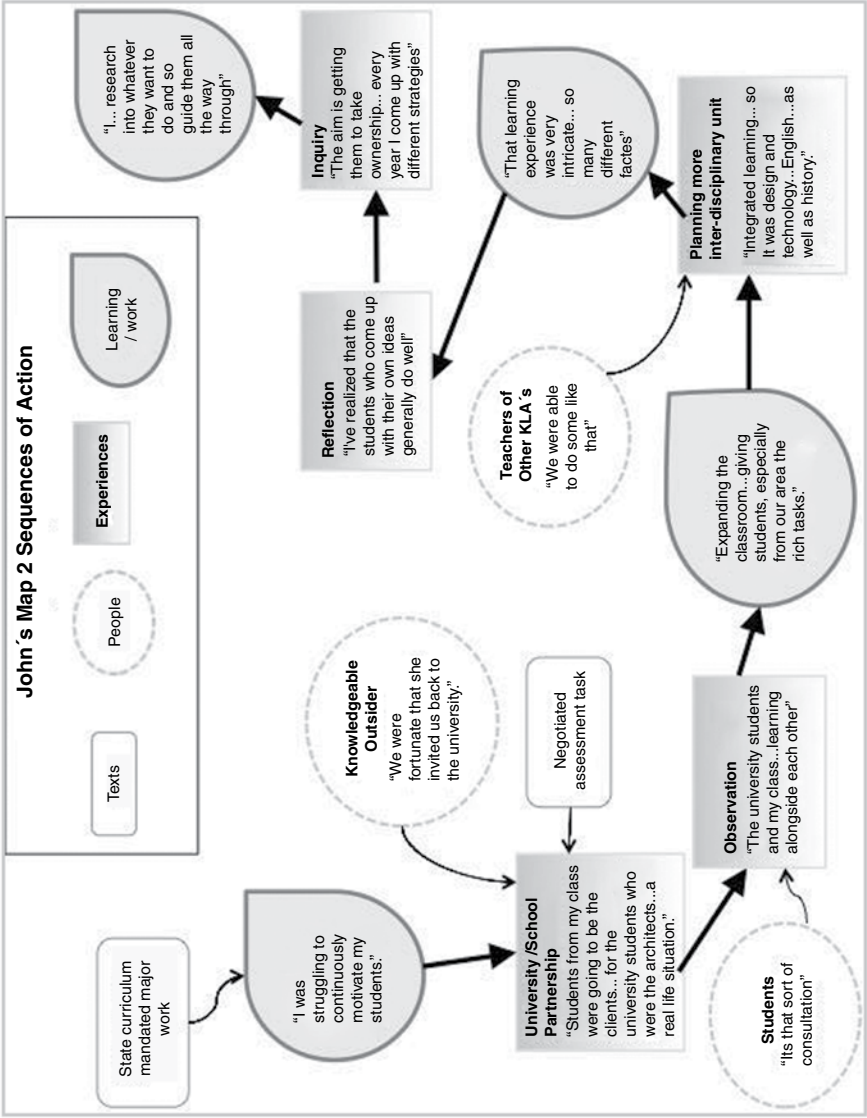 John´s Map 2 Sequences of Action
Texts
People
Experiences
Learning
/ work
State curriculum
mandated major
work
“I was
struggling to
continuously
motivate my
students.”
University /School
Partnership
“Students from my class
were going to be the
clients... for the
university students who
were the architects...a
real life situation.”
Knowledgeable
Outsider
“We were
fortunate that she
invited us back to
the university.”
Negotiated
assessment task
Students
“Its that sort of
consultation”
Observation
“The university students
and my class...learning
alongside each other”
“Expanding the
classroom...giving
students, especially
from our area the
rich tasks.”
Teachers of
Other KLA´s
“We were able
to do some like
that”
Planning more
inter-disciplinary unit
“Integrated learning... so
It was design and
technology...English...as
well as history.”
“That learning
experience
was very
intricate... so
many
different
factes”
Reflection
“I've realized that the
students who come up
with their own ideas
generally do well”
Inquiry
“The aim is getting
them to take
ownership... every
year I come up with
different strategies”
“I... research
into whatever
they want to
do and so
guide them all
the way
through”